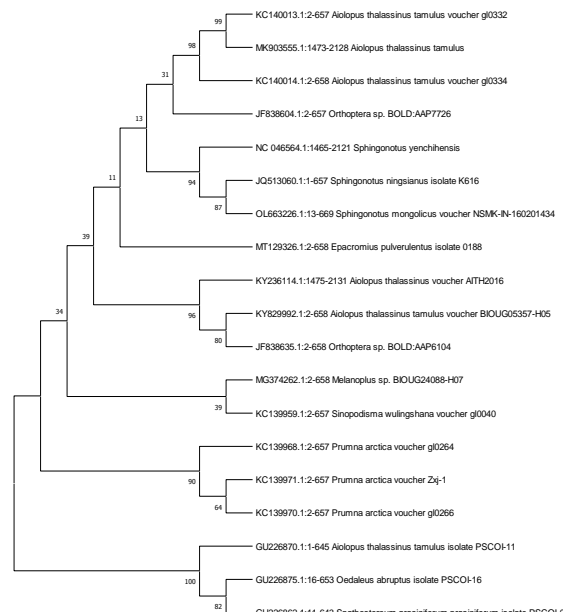 KC140013.1:2-657 Aiolopus thalassinus tamulus voucher gl0332
99
MK903555.1:1473-2128 Aiolopus thalassinus tamulus
98
KC140014.1:2-658 Aiolopus thalassinus tamulus voucher gl0334
31
JF838604.1:2-657 Orthoptera sp. BOLD:AAP7726
13
NC 046564.1:1465-2121 Sphingonotus yenchihensis
94
JQ513060.1:1-657 Sphingonotus ningsianus isolate K616
11
87
OL663226.1:13-669 Sphingonotus mongolicus voucher NSMK-IN-160201434
39
MT129326.1:2-658 Epacromius pulverulentus isolate 0188
KY236114.1:1475-2131 Aiolopus thalassinus voucher AITH2016
34
96
KY829992.1:2-658 Aiolopus thalassinus tamulus voucher BIOUG05357-H05
80
JF838635.1:2-658 Orthoptera sp. BOLD:AAP6104
MG374262.1:2-658 Melanoplus sp. BIOUG24088-H07
39
KC139959.1:2-657 Sinopodisma wulingshana voucher gl0040
KC139968.1:2-657 Prumna arctica voucher gl0264
90
KC139971.1:2-657 Prumna arctica voucher Zxj-1
64
KC139970.1:2-657 Prumna arctica voucher gl0266
GU226870.1:1-645 Aiolopus thalassinus tamulus isolate PSCOI-11
100
GU226875.1:16-653 Oedaleus abruptus isolate PSCOI-16
82